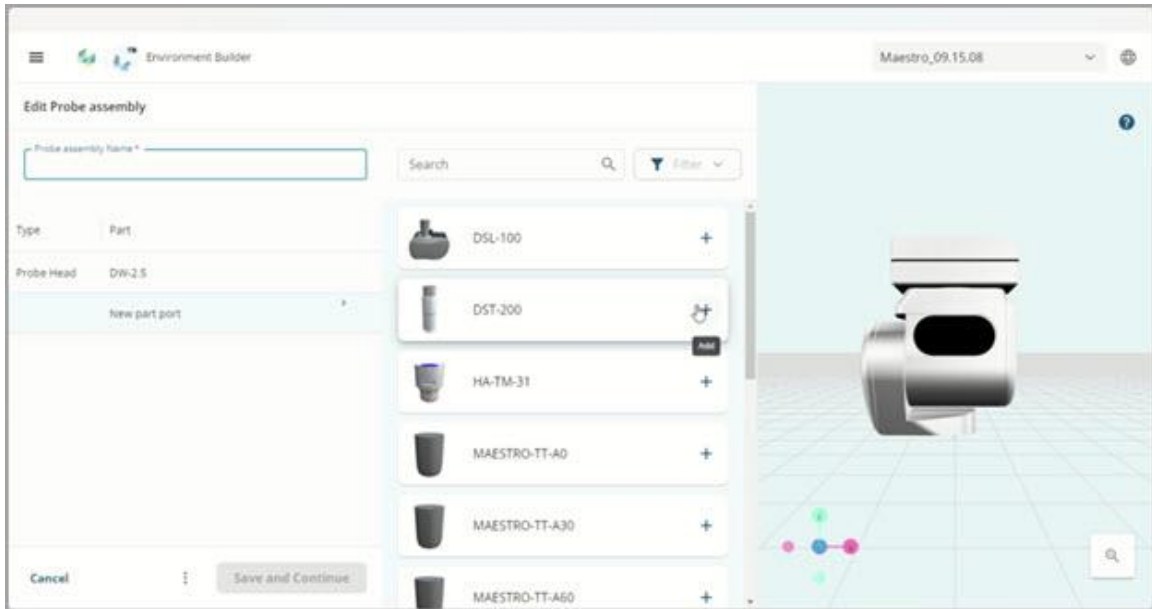 Environment Builder
Maestro_09.15.08
Edit Probe assembly
Probe assembly Name *
Search
Filter
Type Part
Probe Head DW-2.5
New part port
DSL-100
DST-200
Add
HA-TM-31
MAESTRO-TT-A0
MAESTRO-TT-A30
MAESTRO-TT-A60
Cancel
Save and Continue